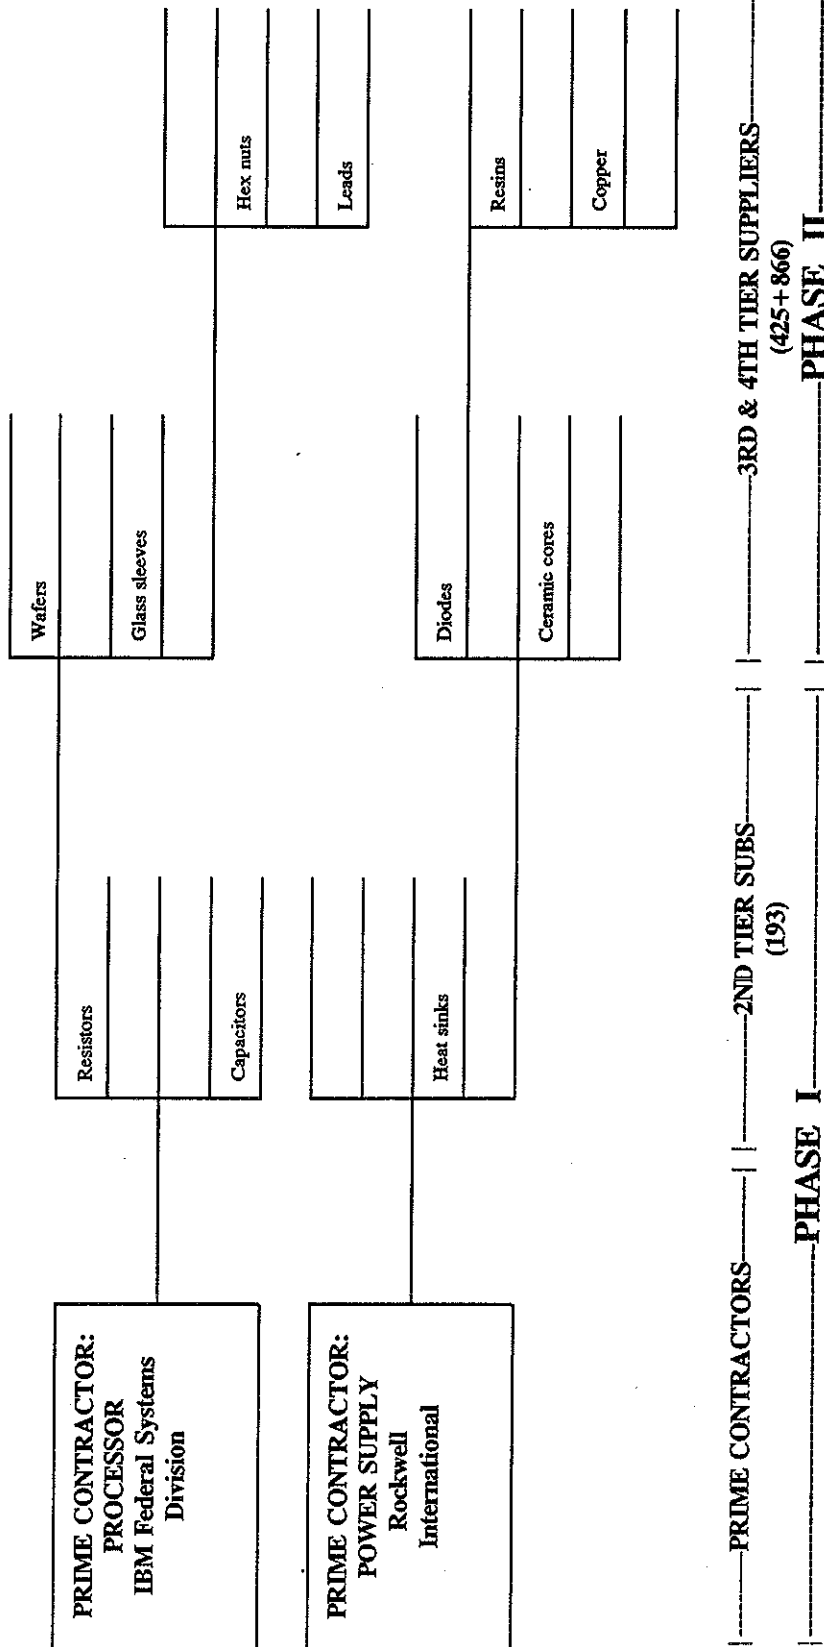 PRIME CONTRACTOR:
PROCESSOR
IBM Federal Systems
Division
PRIME CONTRACTOR:
POWER SUPPLY
Rockwell
International
Resistors
Capacitors
Heat sinks
Wafers
Glass sleeves
Diodes
Ceramic cores
Hex nuts
Leads
Resins
Copper
PRIME CONTRACTORS
2ND TIER SUBS
(193)
3RD & 4TH TIER SUPPLIERS
(425+866)
PHASE I
PHASE II